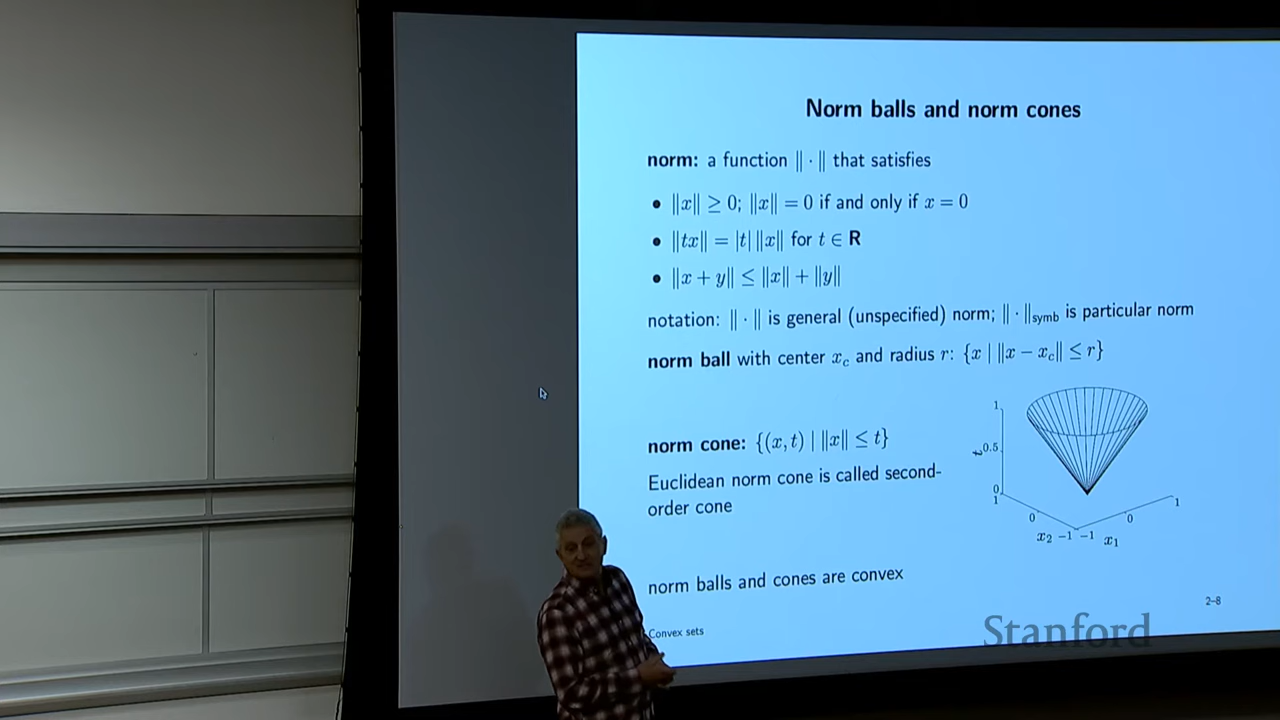 Norm balls and norm cones
norm: a function ‖ · ‖ that satisfies
• ‖x‖ ≥ 0; ‖x‖ = 0 if and only if x = 0
• ‖tx‖ = |t| ‖x‖ for t ∈ R
• ‖x + y‖ ≤ ‖x‖ + ‖y‖
notation: ‖ · ‖ is general (unspecified) norm; ‖ · ‖symb is particular norm
norm ball with center xc and radius r: {x | ‖x − xc‖ ≤ r}
norm cone: {(x, t) | ‖x‖ ≤ t}
Euclidean norm cone is called second-
order cone
1
t 0.5
0
1 0 −1 −1 0 1
x2 x1
norm balls and cones are convex
Convex sets
2–8
Stanford